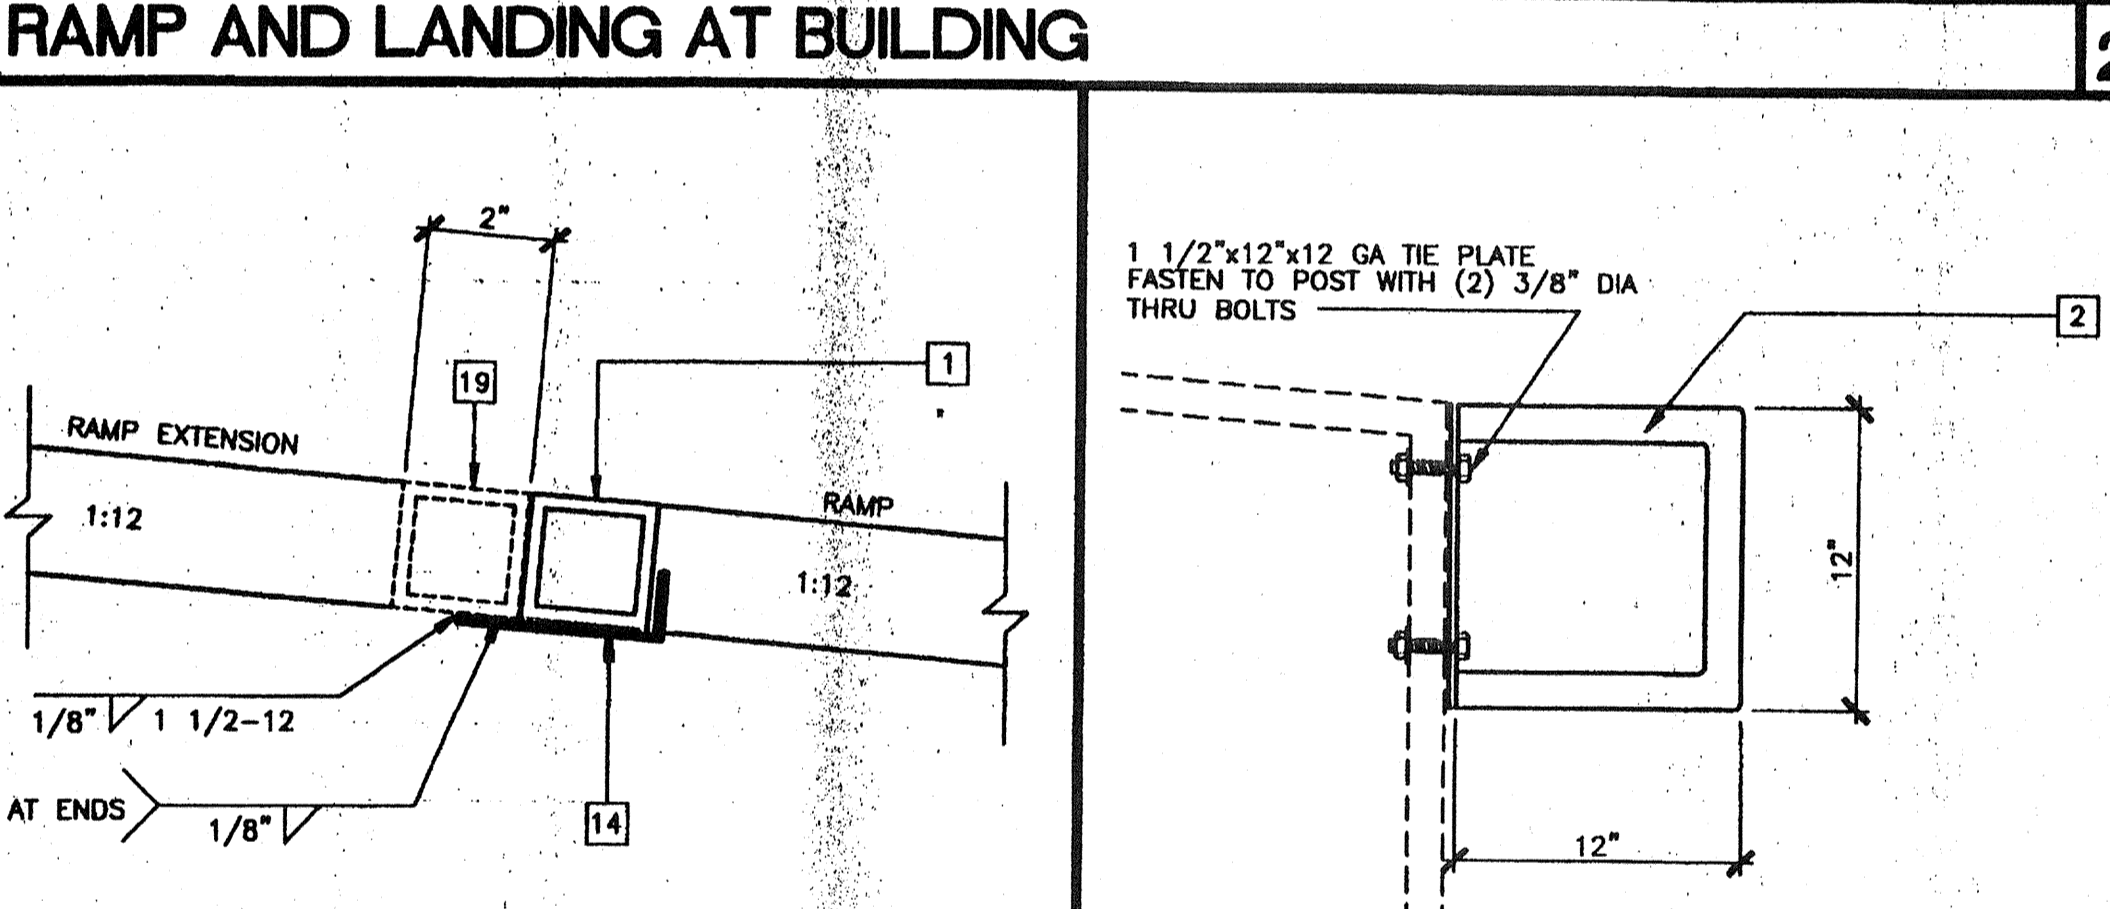 RAMP AND LANDING AT BUILDING
2
2"
19
1
RAMP EXTENSION
1:12
RAMP
1:12
1/8" 1 1/2-12
AT ENDS
1/8"
14
1 1/2"x12"x12 GA TIE PLATE
FASTEN TO POST WITH (2) 3/8" DIA
THRU BOLTS
2
12"
12"